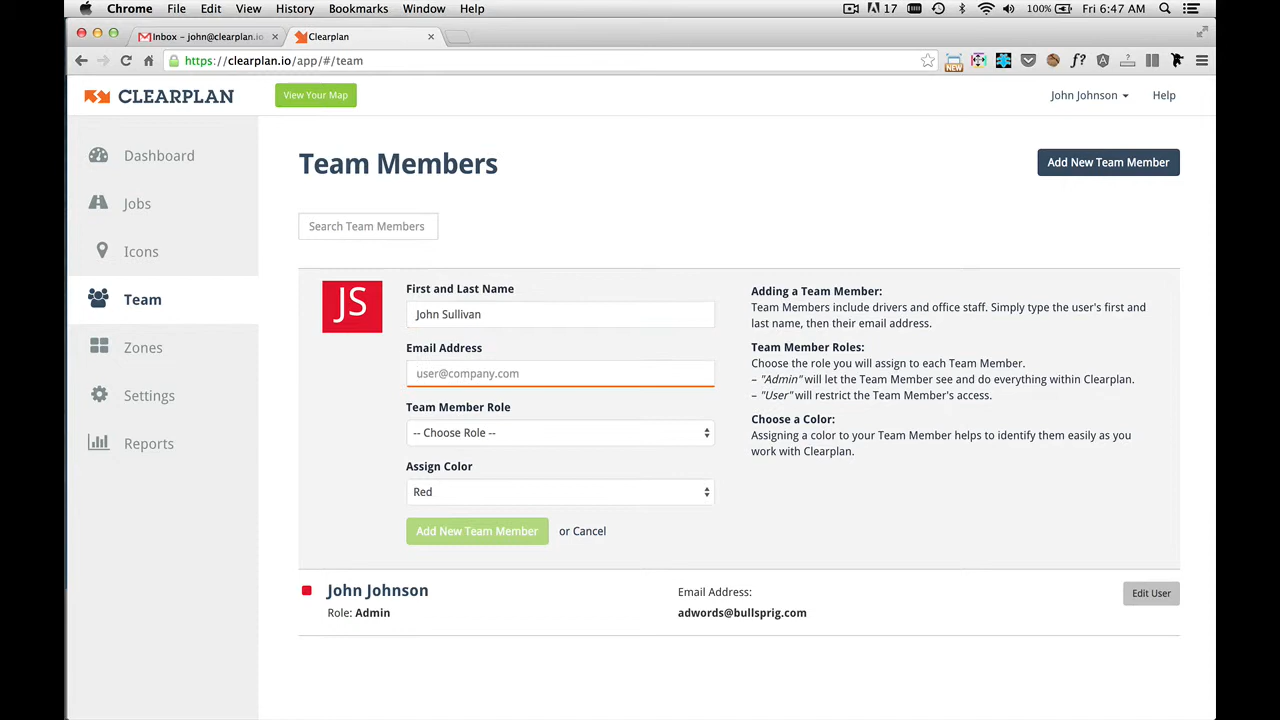 Chrome File Edit View History Bookmarks Window Help
17 100% Fri 6:47 AM
Inbox – john@clearplan.io
Clearplan
https://clearplan.io/app/#/team
NEW
f?
CLEARPLAN
View Your Map
John Johnson
Help
Dashboard
Jobs
Icons
Team
Zones
Settings
Reports
Team Members
Add New Team Member
Search Team Members
JS
First and Last Name
John Sullivan
Email Address
user@company.com
Team Member Role
-- Choose Role --
Assign Color
Red
Add New Team Member or Cancel
Adding a Team Member:
Team Members include drivers and office staff. Simply type the user's first and
last name, then their email address.
Team Member Roles:
Choose the role you will assign to each Team Member.
– "Admin" will let the Team Member see and do everything within Clearplan.
– "User" will restrict the Team Member's access.
Choose a Color:
Assigning a color to your Team Member helps to identify them easily as you
work with Clearplan.
John Johnson
Role: Admin
Email Address:
adwords@bullsprig.com
Edit User